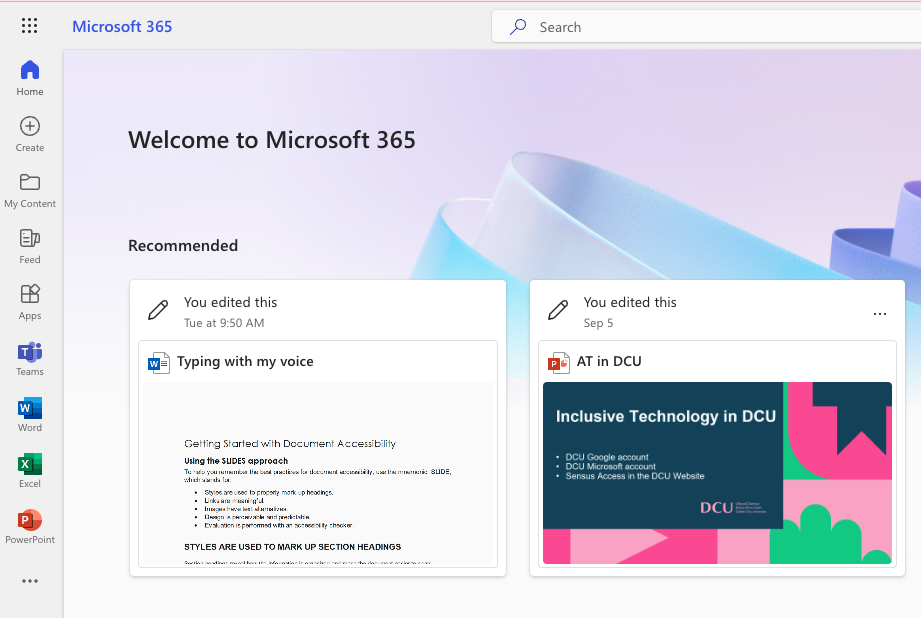 Microsoft 365
Search
Home
Create
My Content
Feed
Apps
Teams
Word
Excel
PowerPoint
Welcome to Microsoft 365
Recommended
You edited this
Tue at 9:50 AM
Typing with my voice
Getting Started with Document Accessibility
Using the SLIDES approach
To help you remember the best practices for document accessibility, use the mnemonic SLIDE,
which stands for:
• Styles are used to properly mark up headings.
• Links are meaningful.
• Images have text alternatives.
• Design is perceivable and predictable.
• Evaluation is performed with an accessibility checker.
STYLES ARE USED TO MARK UP SECTION HEADINGS
You edited this
Sep 5
AT in DCU
Inclusive Technology in DCU
• DCU Google account
• DCU Microsoft account
• Sensus Access in the DCU Website
DCU